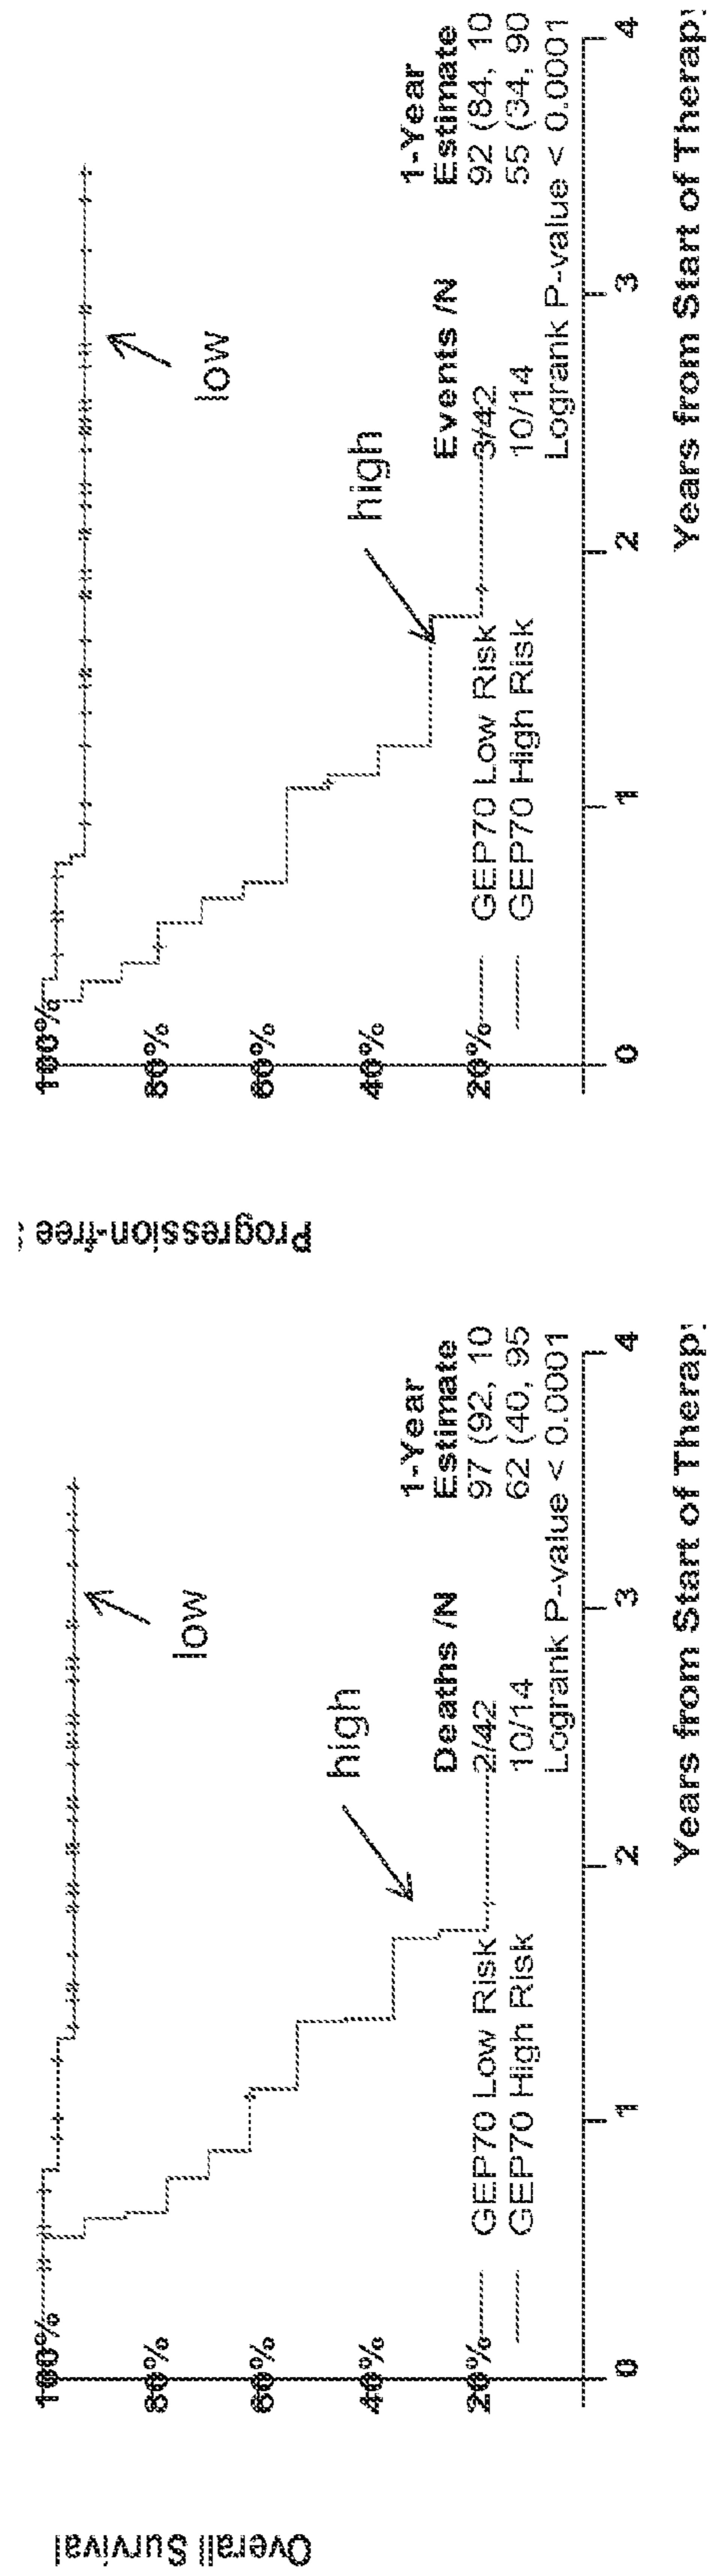 Overall Survival
100%
80%
60%
40%
20%
low
high
Deaths /N
1-Year
Estimate
GEP70 Low Risk 2/42 97 (92, 10
GEP70 High Risk 10/14 62 (40, 95
Logrank P-value < 0.0001
0 1 2 3 4
Years from Start of Therapy
Progression-free
100%
80%
60%
40%
20%
low
high
Events /N
1-Year
Estimate
GEP70 Low Risk 3/42 92 (84, 10
GEP70 High Risk 10/14 55 (34, 90
Logrank P-value < 0.0001
0 1 2 3 4
Years from Start of Therapy